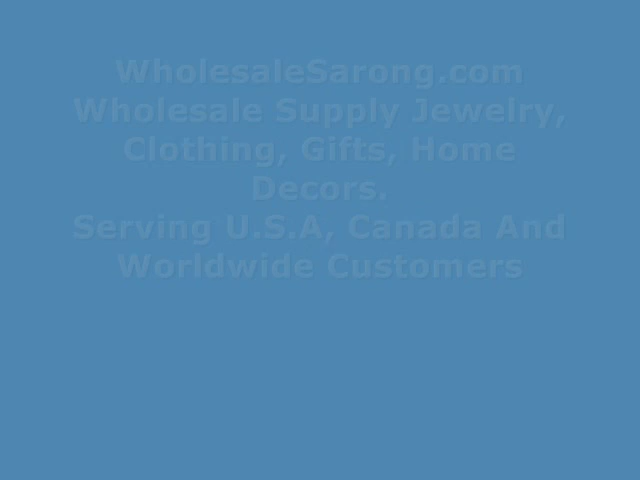 WholesaleSarong.com
Wholesale Supply Jewelry,
Clothing, Gifts, Home
Decors.
Serving U.S.A, Canada And
Worldwide Customers